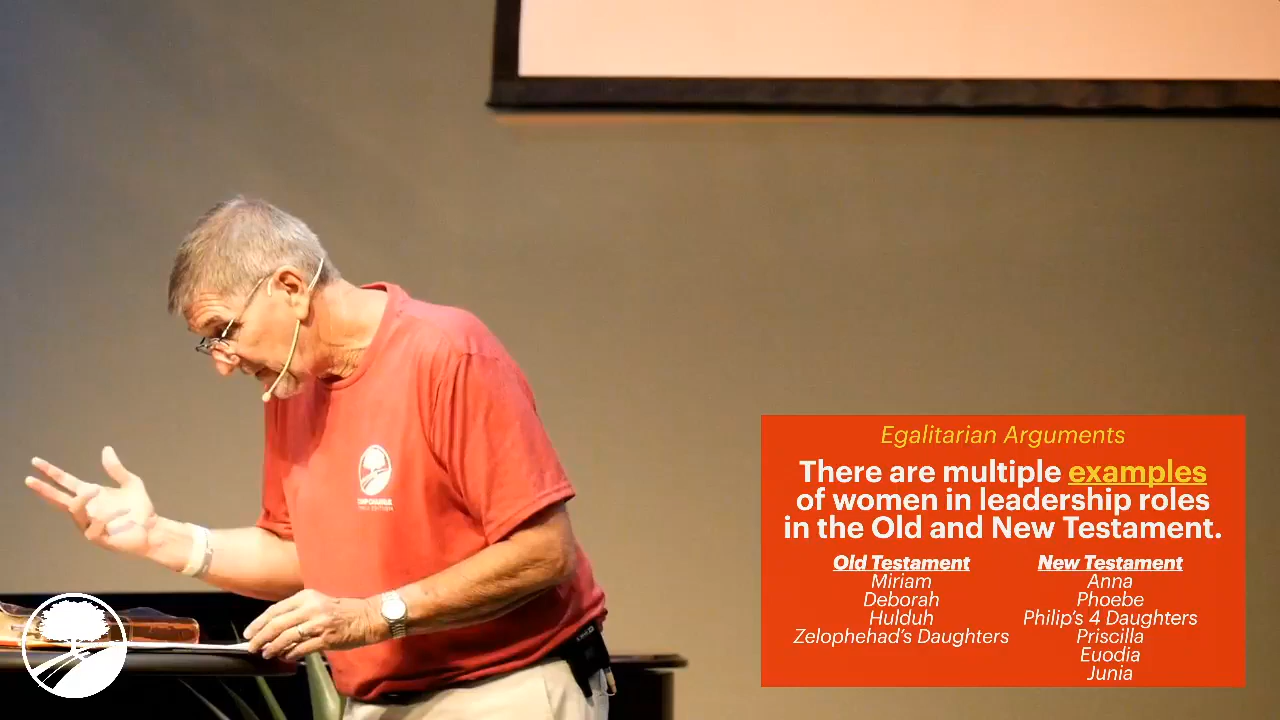 Egalitarian Arguments
There are multiple examples
of women in leadership roles
in the Old and New Testament.
Old Testament
Miriam
Deborah
Hulduh
Zelophehad's Daughters
New Testament
Anna
Phoebe
Philip's 4 Daughters
Priscilla
Euodia
Junia